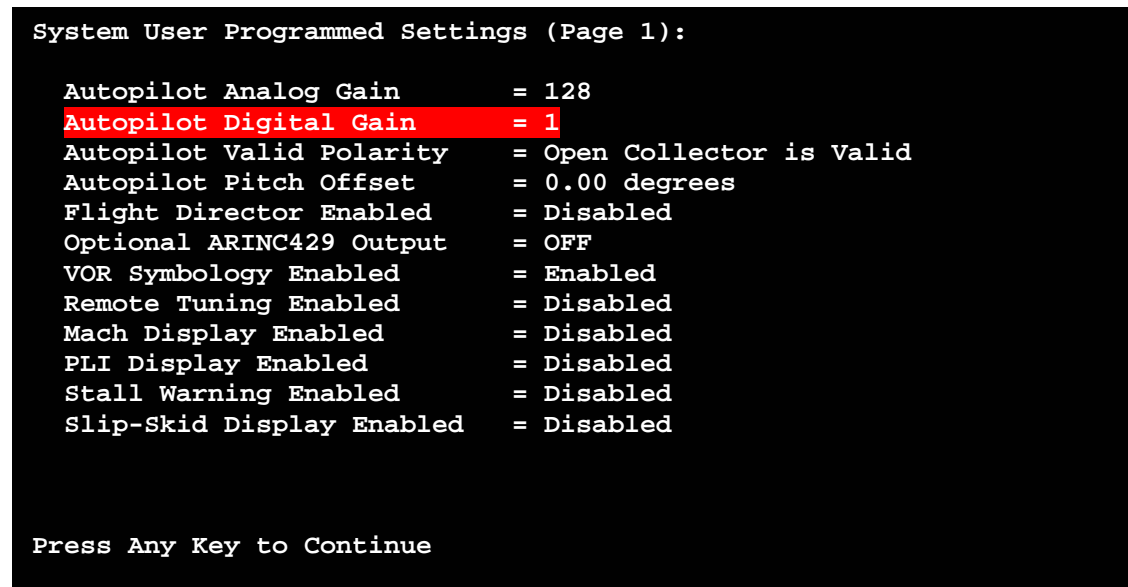 System User Programmed Settings (Page 1):
Autopilot Analog Gain = 128
Autopilot Digital Gain = 1
Autopilot Valid Polarity = Open Collector is Valid
Autopilot Pitch Offset = 0.00 degrees
Flight Director Enabled = Disabled
Optional ARINC429 Output = OFF
VOR Symbology Enabled = Enabled
Remote Tuning Enabled = Disabled
Mach Display Enabled = Disabled
PLI Display Enabled = Disabled
Stall Warning Enabled = Disabled
Slip-Skid Display Enabled = Disabled
Press Any Key to Continue